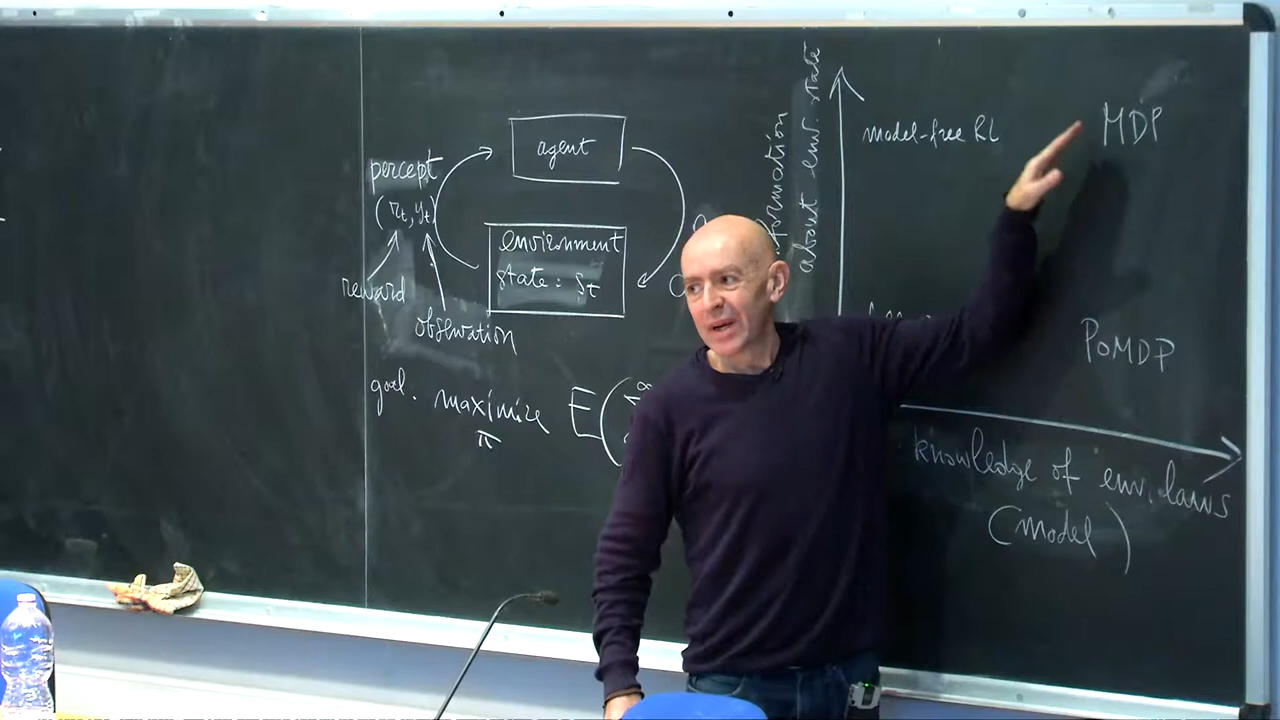 agent
percept
(r_t, y_t)
reward
observation
environment
state: S_t
goal. maximize
π
E(
about env. state
model-free RL
MDP
POMDP
knowledge of env. laws
(model)